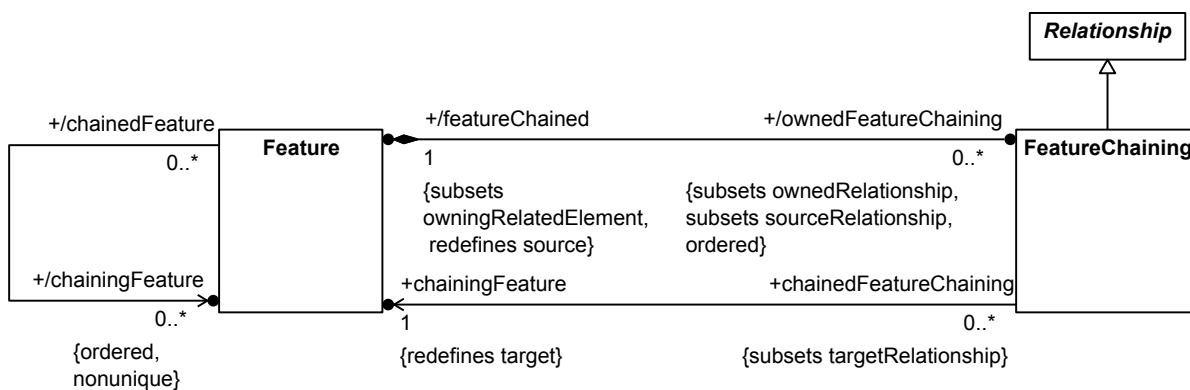 Relationship
+/chainedFeature
0..*
Feature
+/featureChained
1
{subsets
owningRelatedElement,
redefines source}
+/ownedFeatureChaining
0..*
{subsets ownedRelationship,
subsets sourceRelationship,
ordered}
FeatureChaining
+/chainingFeature
0..*
{ordered,
nonunique}
+chainingFeature
1
{redefines target}
+chainedFeatureChaining
0..*
{subsets targetRelationship}